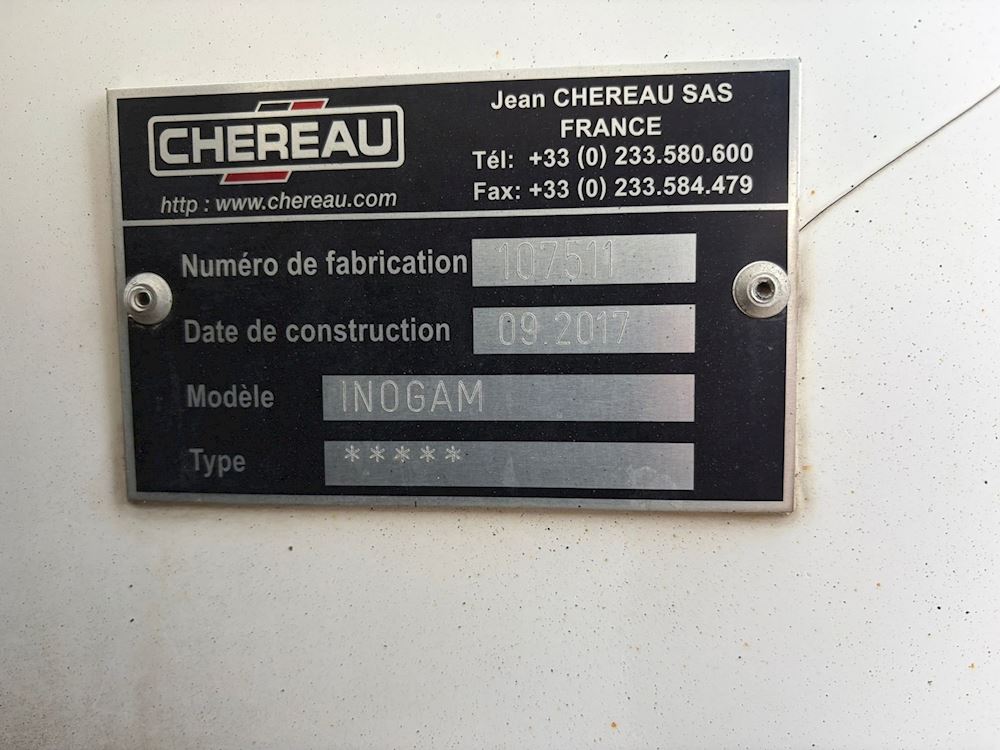 CHEREAU
http : www.chereau.com
Jean CHEREAU SAS
FRANCE
Tél: +33 (0) 233.580.600
Fax: +33 (0) 233.584.479
Numéro de fabrication 107511
Date de construction 09.2017
Modèle INOGAM
Type *****